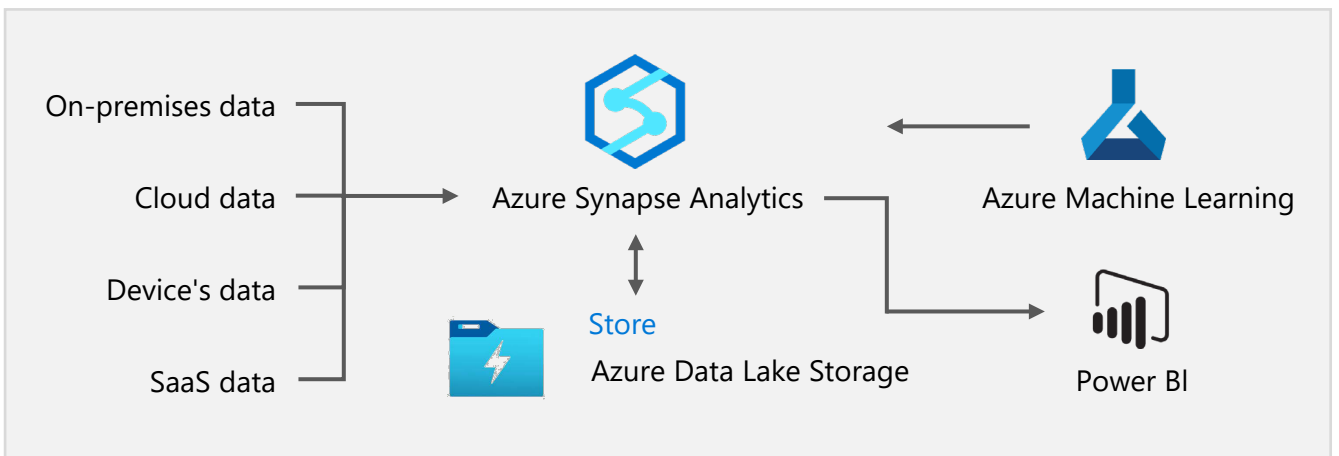 On-premises data
Cloud data
Device's data
SaaS data
Azure Synapse Analytics
Store
Azure Data Lake Storage
Azure Machine Learning
Power BI